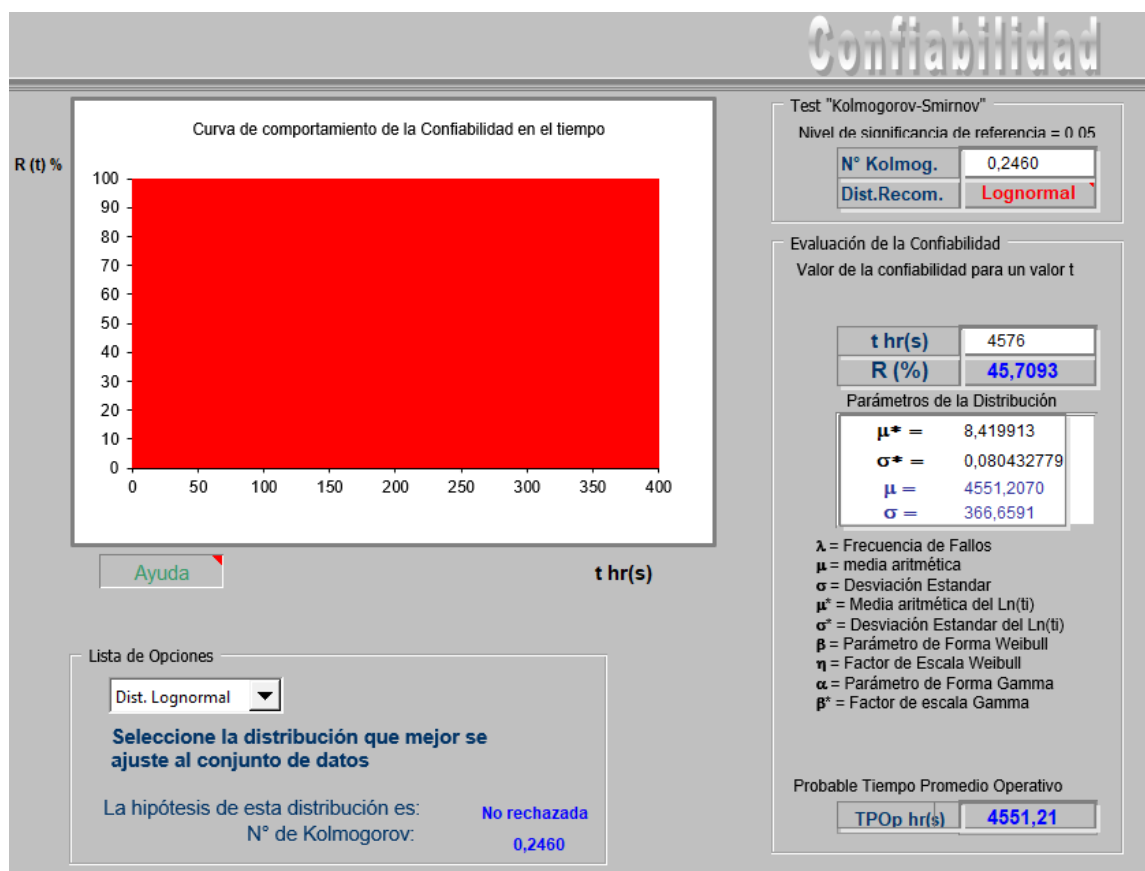 Confiabilidad
Curva de comportamiento de la Confiabilidad en el tiempo
R (t) %
100
90
80
70
60
50
40
30
20
10
0
0 50 100 150 200 250 300 350 400
Ayuda
t hr(s)
Lista de Opciones
Dist. Lognormal
Seleccione la distribución que mejor se
ajuste al conjunto de datos
La hipótesis de esta distribución es: No rechazada
N° de Kolmogorov: 0,2460
Test "Kolmogorov-Smirnov"
Nivel de significancia de referencia = 0.05
N° Kolmog. 0,2460
Dist.Recom. Lognormal
Evaluación de la Confiabilidad
Valor de la confiabilidad para un valor t
t hr(s) 4576
R (%) 45,7093
Parámetros de la Distribución
μ* = 8,419913
σ* = 0,080432779
μ = 4551,2070
σ = 366,6591
λ = Frecuencia de Fallos
μ = media aritmética
σ = Desviación Estandar
μ* = Media aritmética del Ln(ti)
σ* = Desviación Estandar del Ln(ti)
β = Parámetro de Forma Weibull
η = Factor de Escala Weibull
α = Parámetro de Forma Gamma
β* = Factor de escala Gamma
Probable Tiempo Promedio Operativo
TPOp hr(s) 4551,21